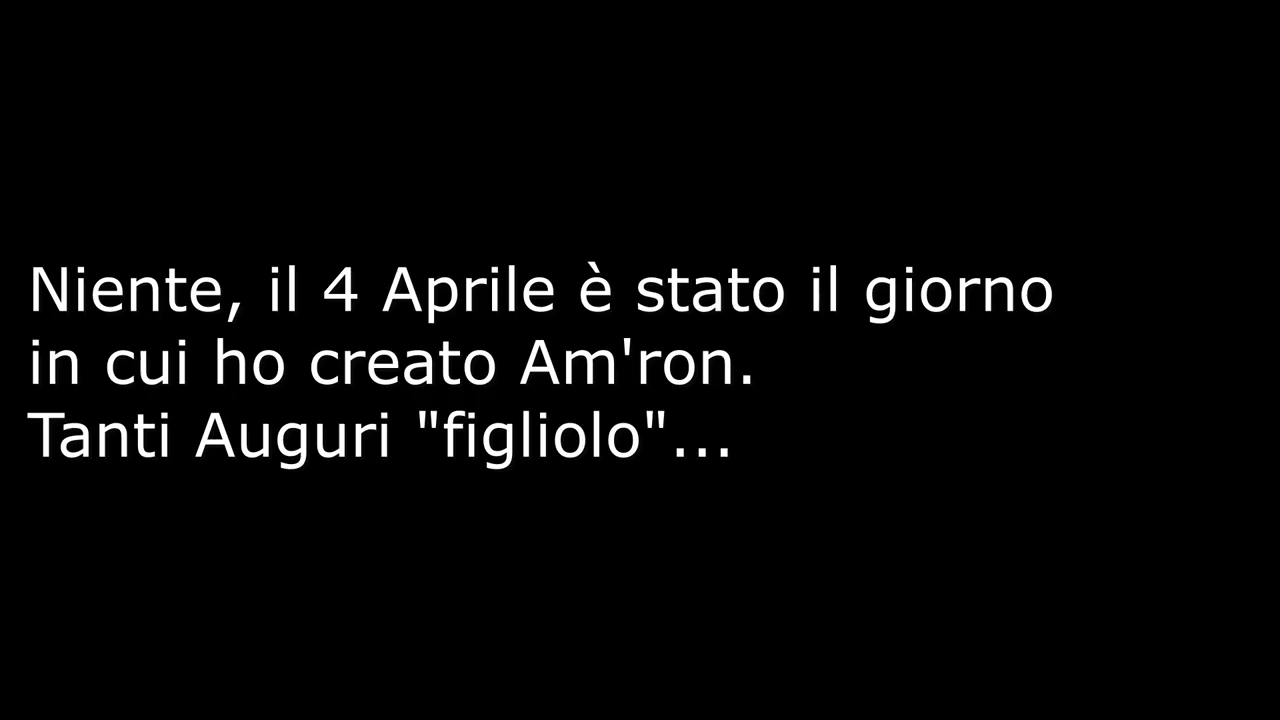 Niente, il 4 Aprile è stato il giorno
in cui ho creato Am'ron.
Tanti Auguri "figliolo"...